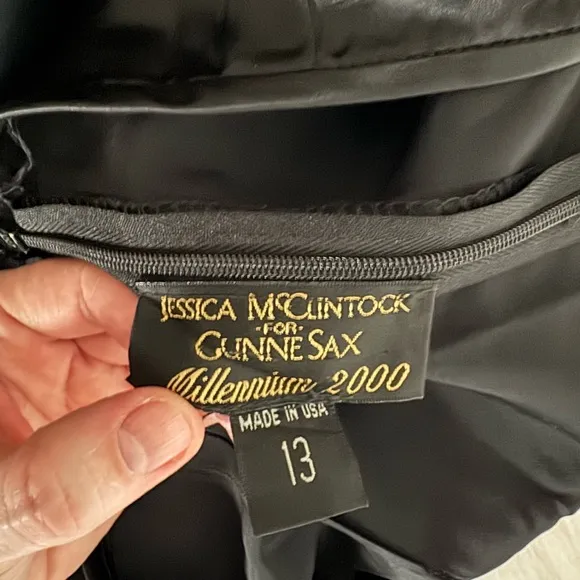 JESSICA McCLINTOCK
-FOR-
GUNNE SAX
Millennium 2000
MADE IN USA
13